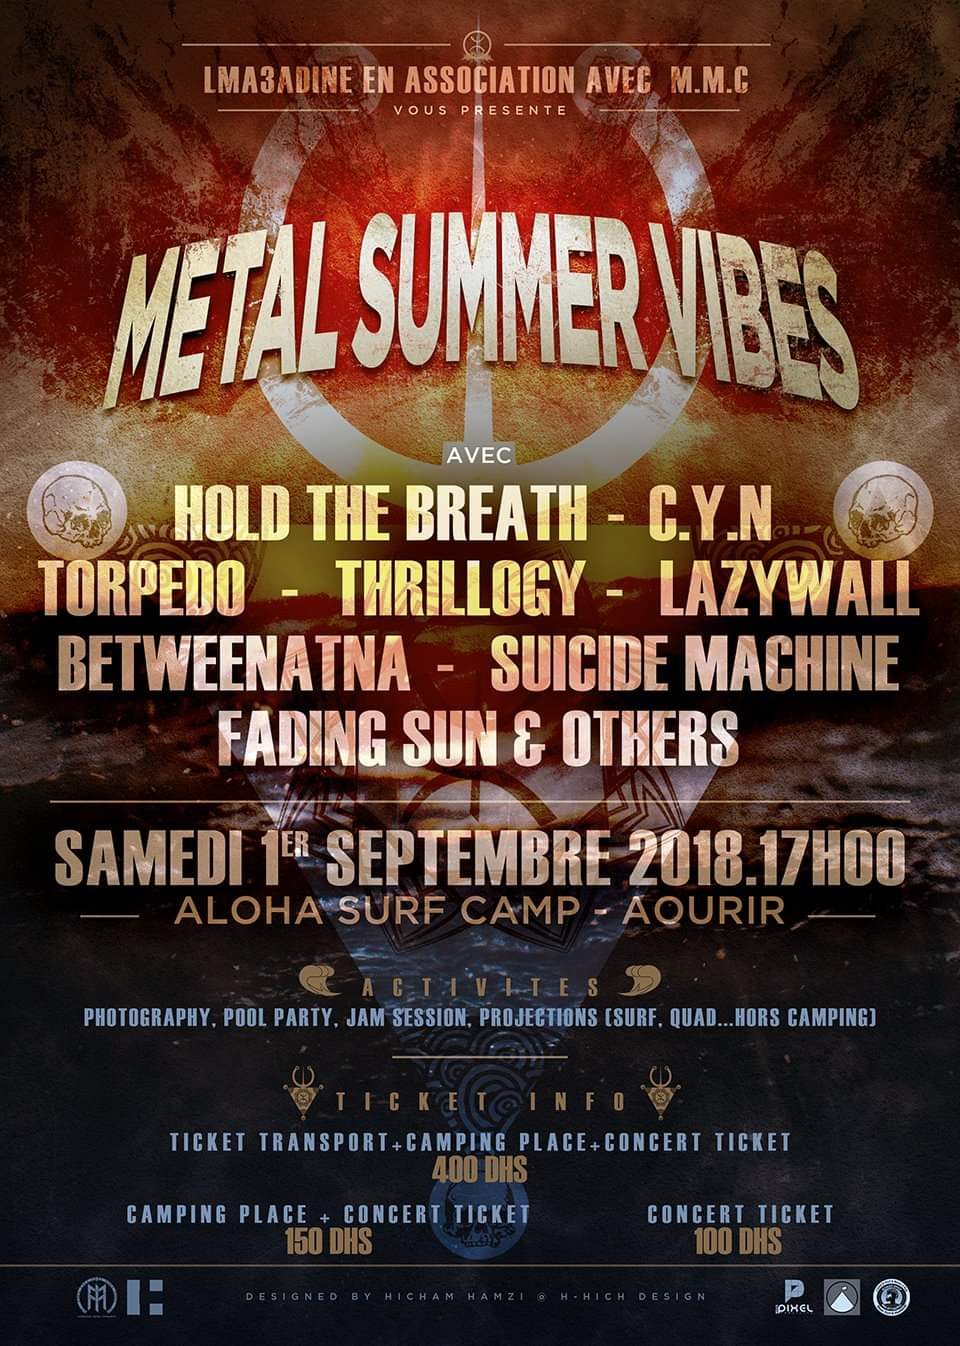 LMA3ADINE EN ASSOCIATION AVEC M.M.C
VOUS PRESENTE
METAL SUMMER VIBES
AVEC
HOLD THE BREATH - C.Y.N
TORPEDO - THRILLOGY - LAZYWALL
BETWEENATNA - SUICIDE MACHINE
FADING SUN & OTHERS
SAMEDI 1ER SEPTEMBRE 2018.17H00
ALOHA SURF CAMP - AOURIR
ACTIVITES
PHOTOGRAPHY, POOL PARTY, JAM SESSION, PROJECTIONS (SURF, QUAD...HORS CAMPING)
TICKET INFO
TICKET TRANSPORT+CAMPING PLACE+CONCERT TICKET
400 DHS
CAMPING PLACE + CONCERT TICKET
150 DHS
CONCERT TICKET
100 DHS
DESIGNED BY HICHAM HAMZI @ H-HICH DESIGN
PIXEL